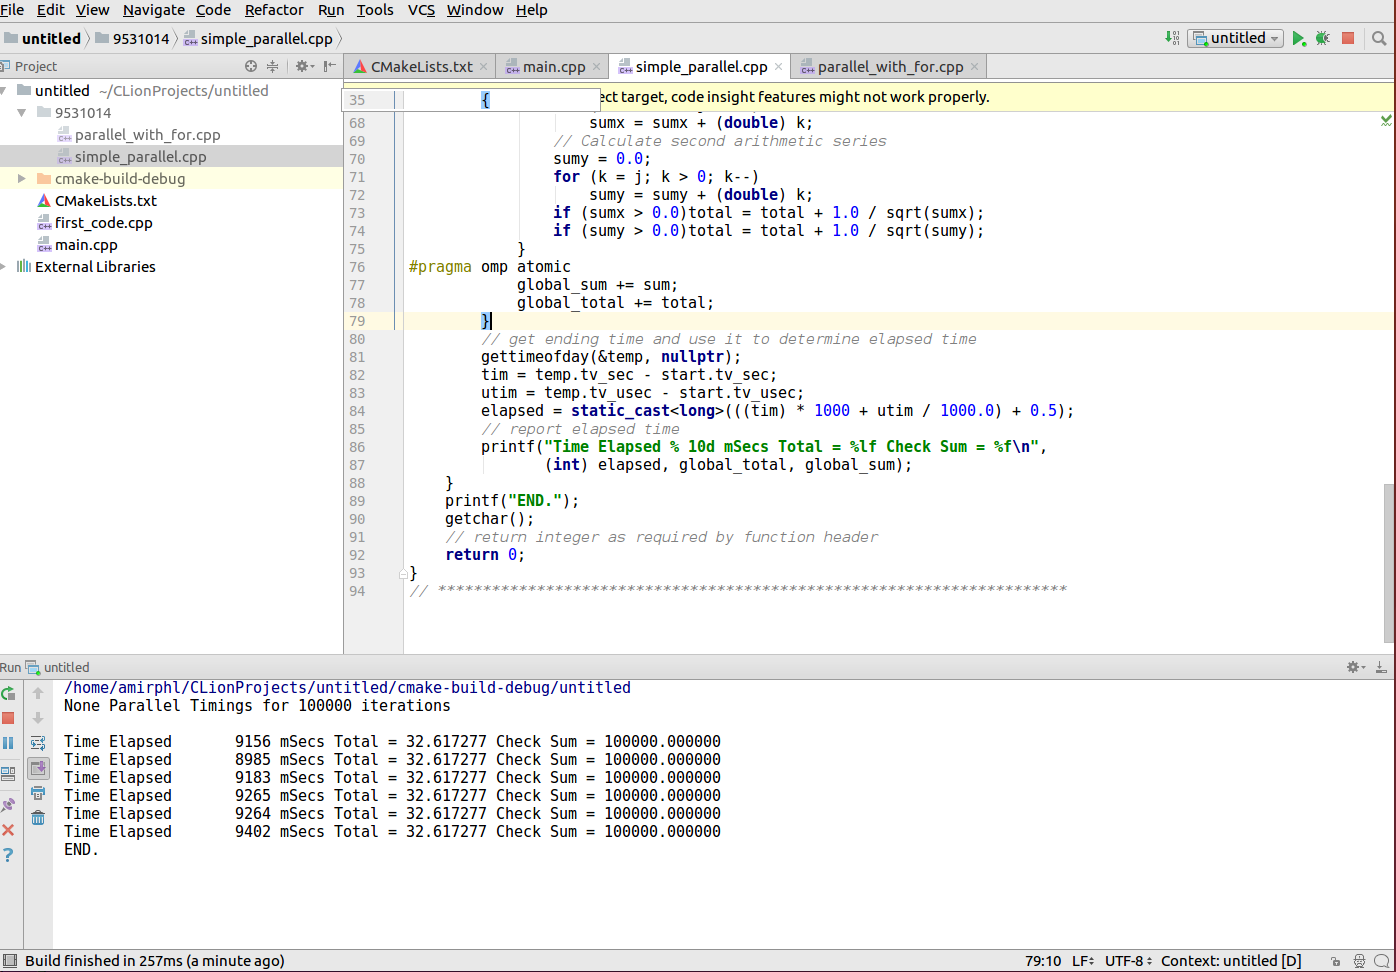 File Edit View Navigate Code Refactor Run Tools VCS Window Help
untitled 9531014 simple_parallel.cpp untitled
Project
CMakeLists.txt main.cpp simple_parallel.cpp parallel_with_for.cpp
untitled ~/CLionProjects/untitled
9531014
parallel_with_for.cpp
simple_parallel.cpp
cmake-build-debug
CMakeLists.txt
first_code.cpp
main.cpp
External Libraries
35 { ect target, code insight features might not work properly.
68 sumx = sumx + (double) k;
69 // Calculate second arithmetic series
70 sumy = 0.0;
71 for (k = j; k > 0; k--)
72 sumy = sumy + (double) k;
73 if (sumx > 0.0)total = total + 1.0 / sqrt(sumx);
74 if (sumy > 0.0)total = total + 1.0 / sqrt(sumy);
75 }
76 #pragma omp atomic
77 global_sum += sum;
78 global_total += total;
79 }
80 // get ending time and use it to determine elapsed time
81 gettimeofday(&temp, nullptr);
82 tim = temp.tv_sec - start.tv_sec;
83 utim = temp.tv_usec - start.tv_usec;
84 elapsed = static_cast<long>(((tim) * 1000 + utim / 1000.0) + 0.5);
85 // report elapsed time
86 printf("Time Elapsed % 10d mSecs Total = %lf Check Sum = %f\n",
87 (int) elapsed, global_total, global_sum);
88 }
89 printf("END.");
90 getchar();
91 // return integer as required by function header
92 return 0;
93 }
94 // **********************************************************************
Run untitled
/home/amirphl/CLionProjects/untitled/cmake-build-debug/untitled
None Parallel Timings for 100000 iterations
Time Elapsed 9156 mSecs Total = 32.617277 Check Sum = 100000.000000
Time Elapsed 8985 mSecs Total = 32.617277 Check Sum = 100000.000000
Time Elapsed 9183 mSecs Total = 32.617277 Check Sum = 100000.000000
Time Elapsed 9265 mSecs Total = 32.617277 Check Sum = 100000.000000
Time Elapsed 9264 mSecs Total = 32.617277 Check Sum = 100000.000000
Time Elapsed 9402 mSecs Total = 32.617277 Check Sum = 100000.000000
END.
Build finished in 257ms (a minute ago) 79:10 LF UTF-8 Context: untitled [D]